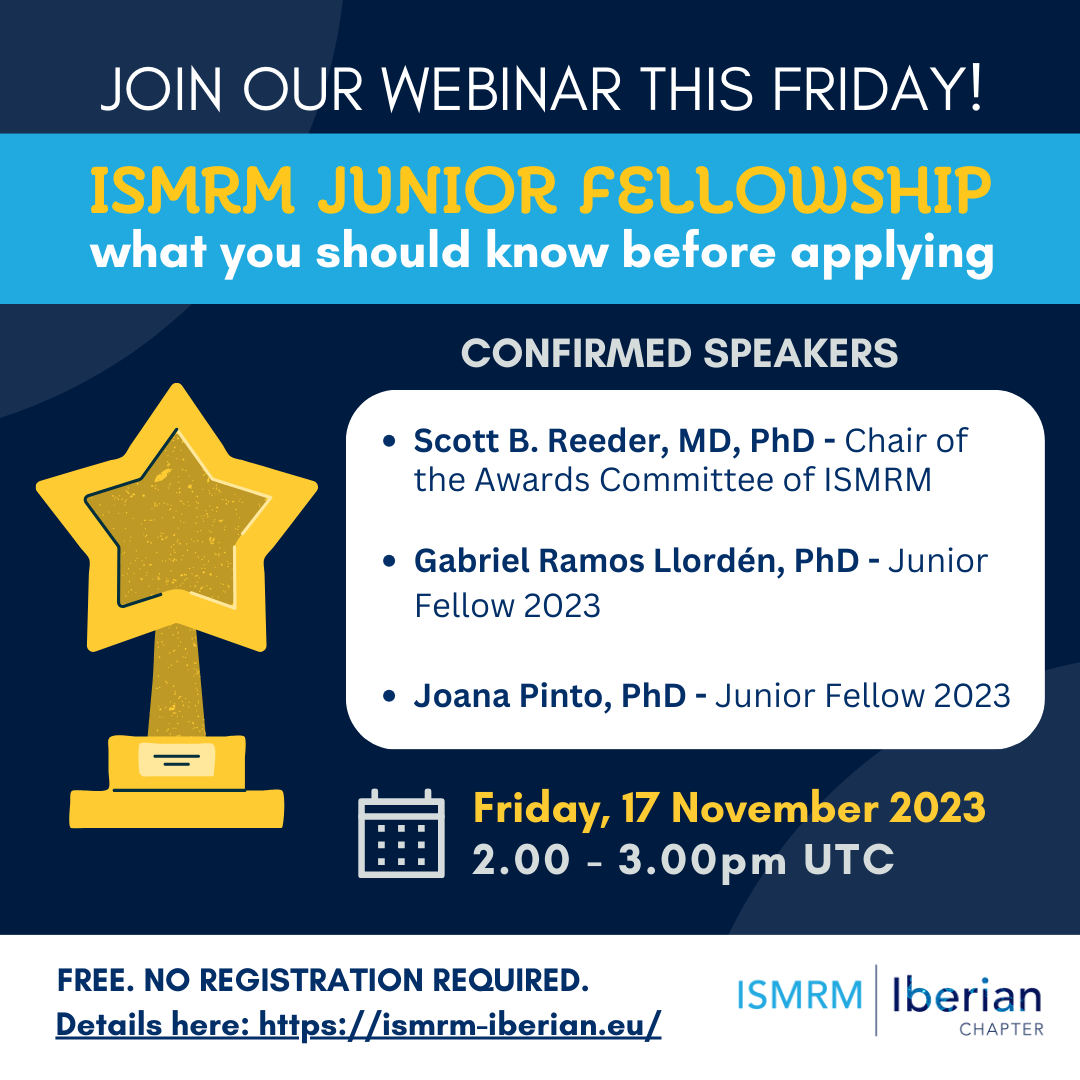 JOIN OUR WEBINAR THIS FRIDAY!
ISMRM JUNIOR FELLOWSHIP
what you should know before applying
CONFIRMED SPEAKERS
• Scott B. Reeder, MD, PhD - Chair of
the Awards Committee of ISMRM
• Gabriel Ramos Llordén, PhD - Junior
Fellow 2023
• Joana Pinto, PhD - Junior Fellow 2023
Friday, 17 November 2023
2.00 - 3.00pm UTC
FREE. NO REGISTRATION REQUIRED.
Details here: https://ismrm-iberian.eu/
ISMRM | Iberian
CHAPTER